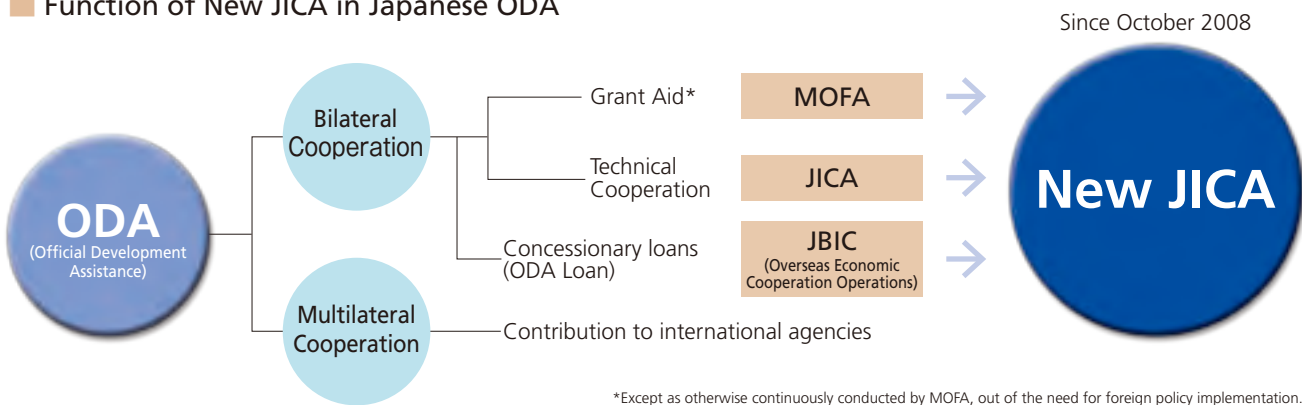 Function of New JICA in Japanese ODA
Since October 2008
ODA
(Official Development
Assistance)
Bilateral
Cooperation
Multilateral
Cooperation
Grant Aid*
Technical
Cooperation
Concessionary loans
(ODA Loan)
Contribution to international agencies
MOFA
JICA
JBIC
(Overseas Economic
Cooperation Operations)
New JICA
*Except as otherwise continuously conducted by MOFA, out of the need for foreign policy implementation.